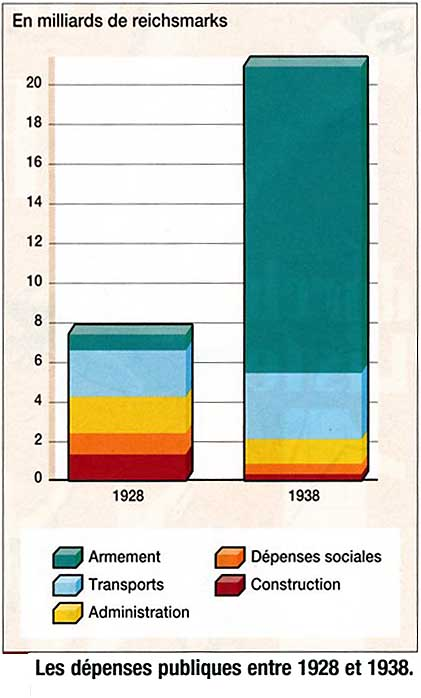 En milliards de reichsmarks
20
18
16
14
12
10
8
6
4
2
0
1928 1938
Armement Dépenses sociales
Transports Construction
Administration
Les dépenses publiques entre 1928 et 1938.